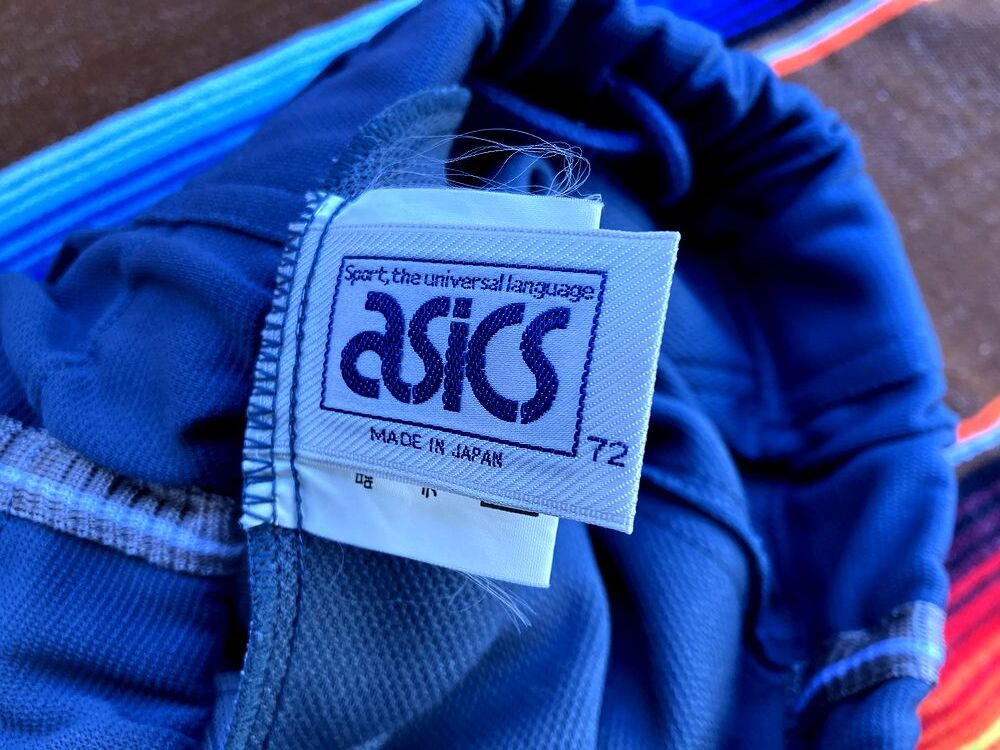 Sport, the universal language
asics
MADE IN JAPAN
72